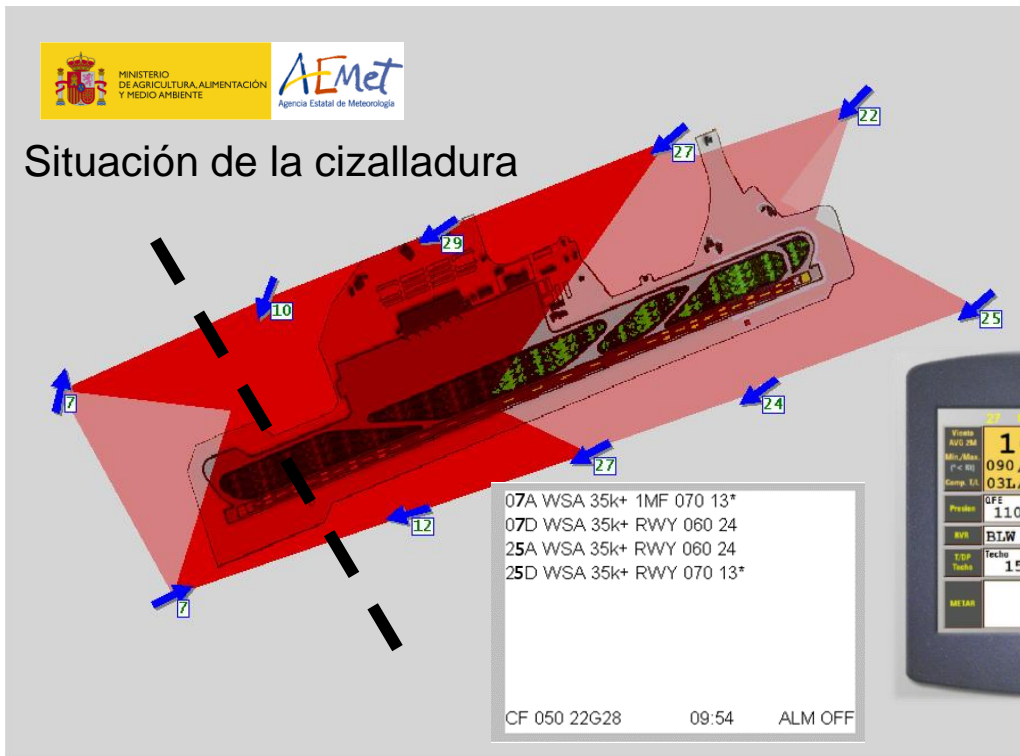 MINISTERIO
DE AGRICULTURA, ALIMENTACIÓN
Y MEDIO AMBIENTE
AEMet
Agencia Estatal de Meteorología
Situación de la cizalladura
22
27
29
10
25
7
24
27
12
7
07A WSA 35k+ 1MF 070 13*
07D WSA 35k+ RWY 060 24
25A WSA 35k+ RWY 060 24
25D WSA 35k+ RWY 070 13*
CF 050 22G28 09:54 ALM OFF
27
Viento
AVG 2M
Min./Max.
Comp. T/L
1
090
03L
Presion
QFE
110
RVR
BLW
T/DP
Techo
Techo
15
METAR